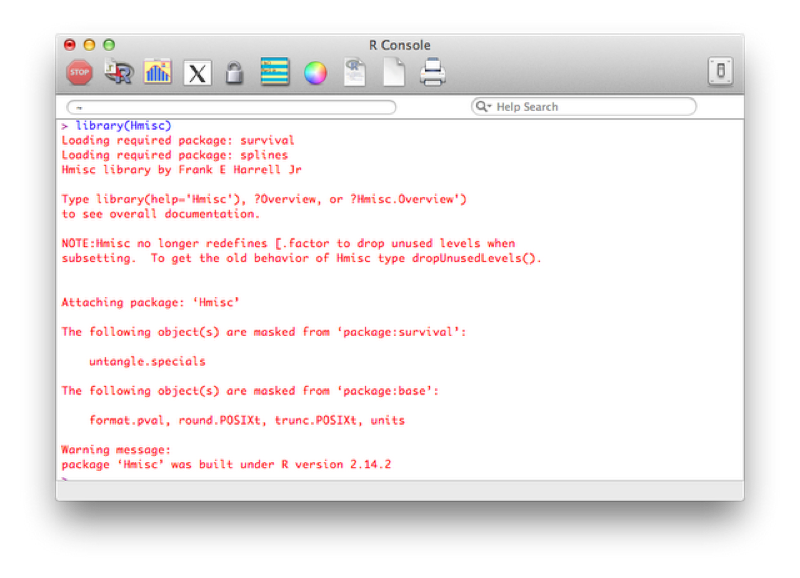 R Console
STOP
R
X
R
Help Search
> library(Hmisc)
Loading required package: survival
Loading required package: splines
Hmisc library by Frank E Harrell Jr
Type library(help='Hmisc'), ?Overview, or ?Hmisc.Overview')
to see overall documentation.
NOTE:Hmisc no longer redefines [.factor to drop unused levels when
subsetting.  To get the old behavior of Hmisc type dropUnusedLevels().
Attaching package: ‘Hmisc’
The following object(s) are masked from ‘package:survival’:
untangle.specials
The following object(s) are masked from ‘package:base’:
format.pval, round.POSIXt, trunc.POSIXt, units
Warning message:
package ‘Hmisc’ was built under R version 2.14.2
>